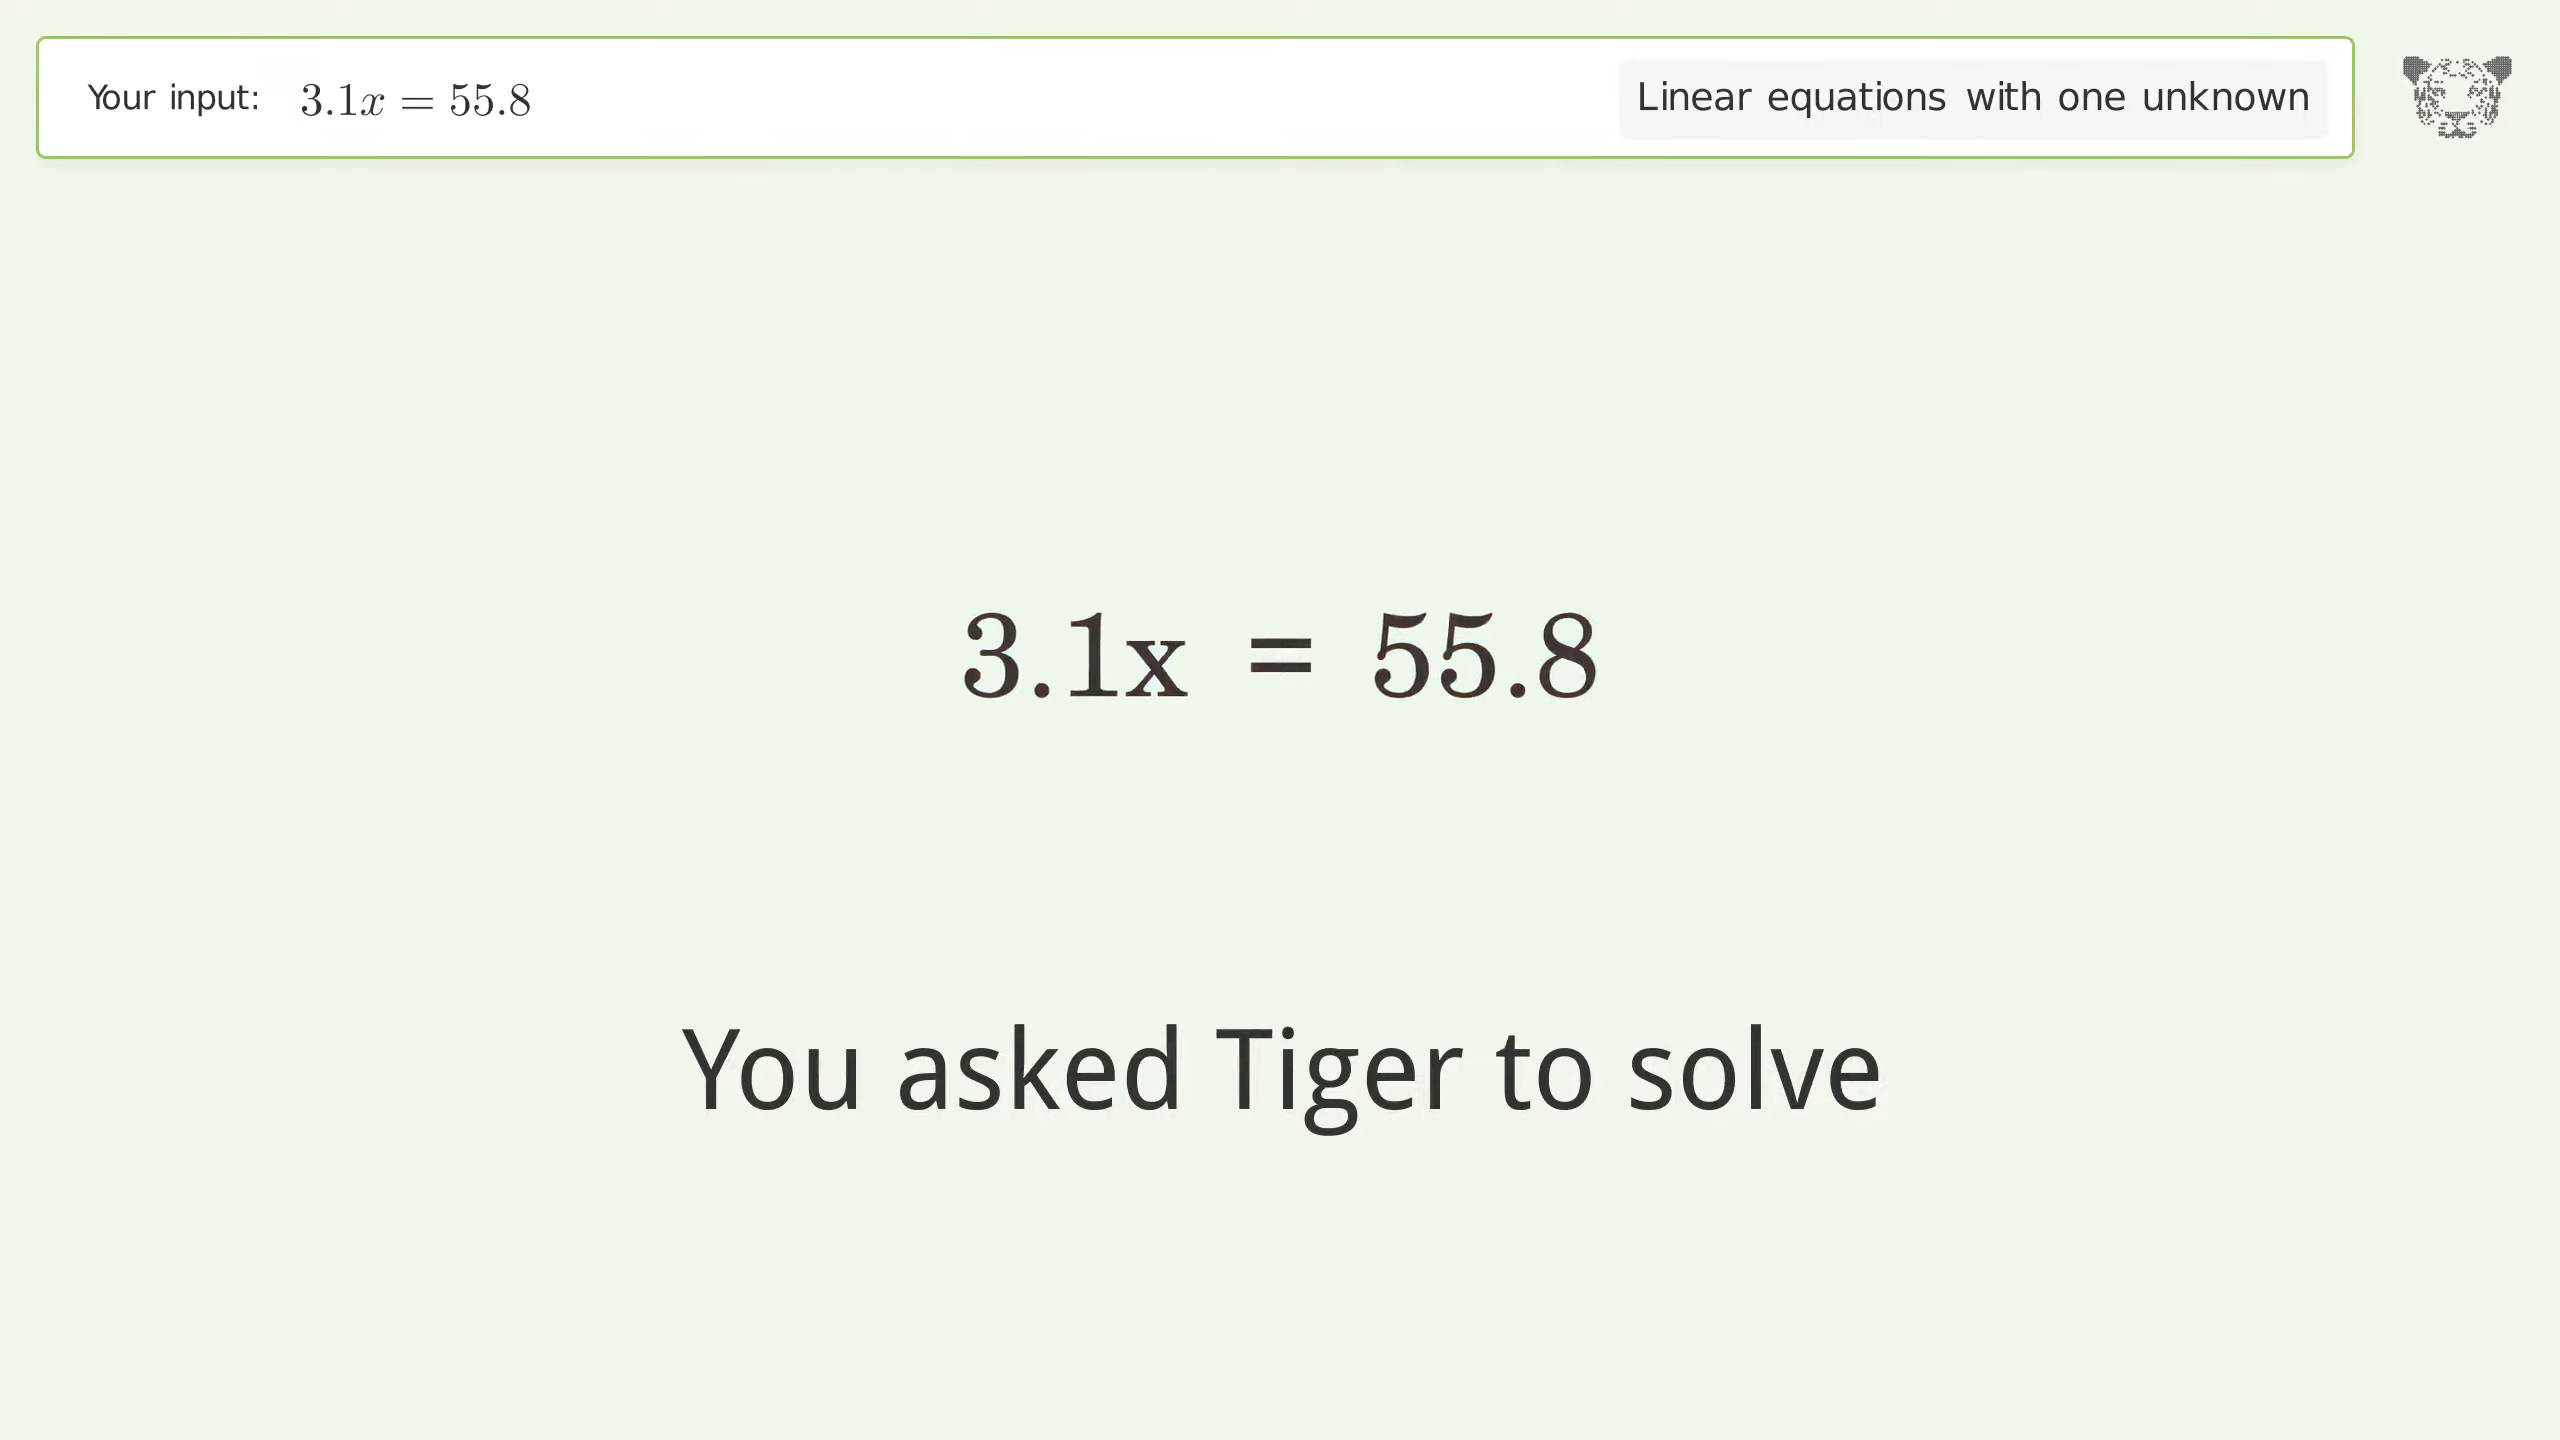 Your input: 3.1x = 55.8 Linear equations with one unknown
3.1x = 55.8
You asked Tiger to solve